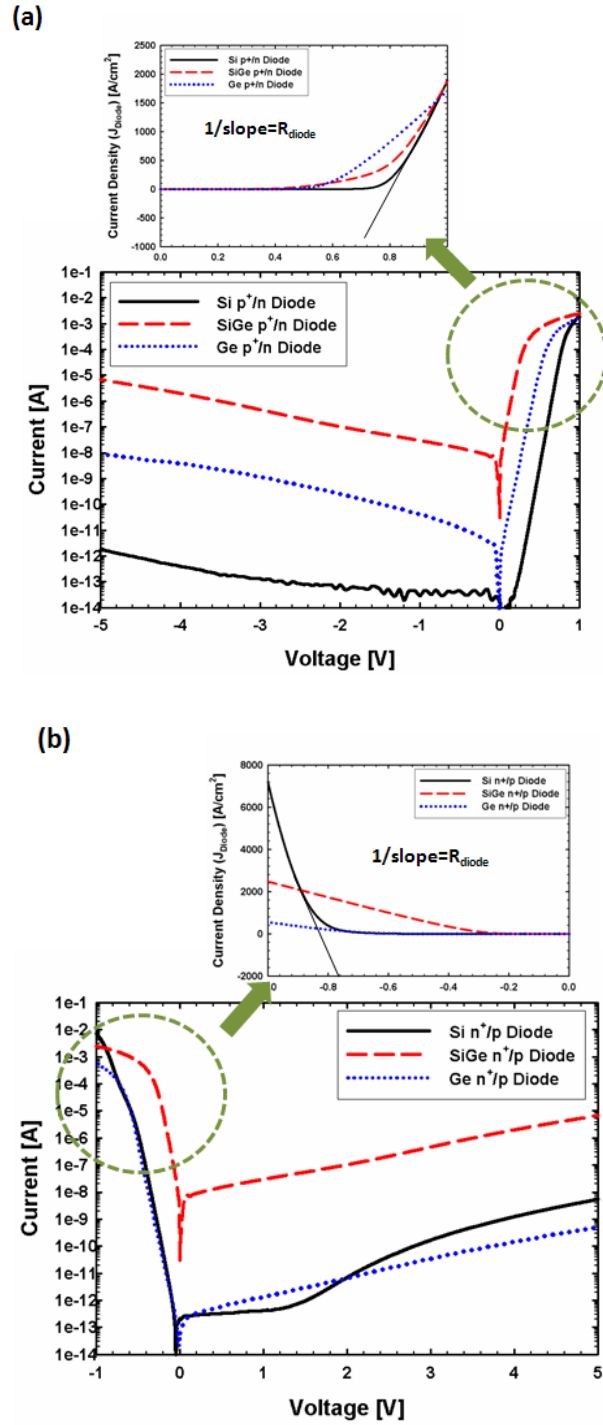 (a)
2500
2000
1500
1000
500
0
-500
-1000
Current Density (J_Diode) [A/cm²]
Si p+/n Diode
SiGe p+/n Diode
Ge p+/n Diode
1/slope=R_diode
0.0 0.2 0.4 0.6 0.8
1e-1
1e-2
1e-3
1e-4
1e-5
1e-6
1e-7
1e-8
1e-9
1e-10
1e-11
1e-12
1e-13
1e-14
Current [A]
Si p⁺/n Diode
SiGe p⁺/n Diode
Ge p⁺/n Diode
-5 -4 -3 -2 -1 0 1
Voltage [V]
(b)
8000
6000
4000
2000
0
-2000
Current Density (J_Diode) [A/cm²]
Si n+/p Diode
SiGe n+/p Diode
Ge n+/p Diode
1/slope=R_diode
-0.8 -0.6 -0.4 -0.2 0.0
1e-1
1e-2
1e-3
1e-4
1e-5
1e-6
1e-7
1e-8
1e-9
1e-10
1e-11
1e-12
1e-13
1e-14
Current [A]
Si n⁺/p Diode
SiGe n⁺/p Diode
Ge n⁺/p Diode
-1 0 1 2 3 4 5
Voltage [V]